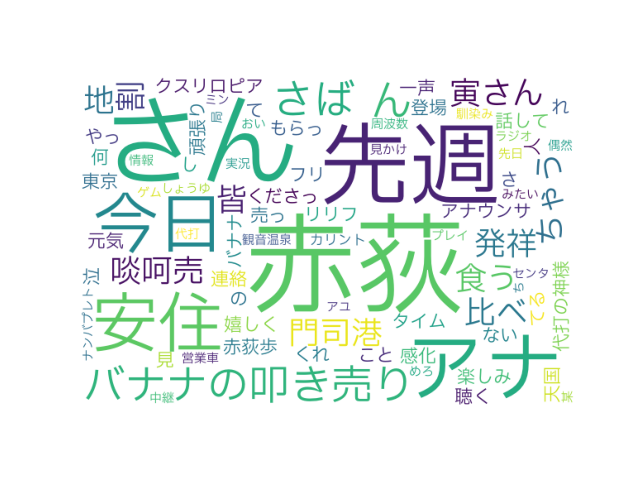 クスリロピア
ミン
一声
寅さん
地
割
さん
局
頑張り
て
さば
ん
登場
馴染み
話して
れ
やっ
おい
もらっ
周波数
先週
ラジオ
人
偶然
何
情報
し
実況
フリ
見かけ
先日
東京
ゲム
しょうゆ
皆
くださっ
さ
みたい
ちゃう
今日
代打
バナナ
売っ
リリフ
アナウンサ
元気
観音温泉
カリント
赤荻
プレイ
発祥
泣
啖呵売
連絡
の
食う
センタ
ち
代打の神様
ナンバプレト
安住
アユ
嬉しく
門司港
タイム
比べ
てる
ない
赤荻歩
くれ
こと
感化
アナ
見
営業車
めろ
楽しみ
天国
バナナの叩き売り
中継
聴く
某